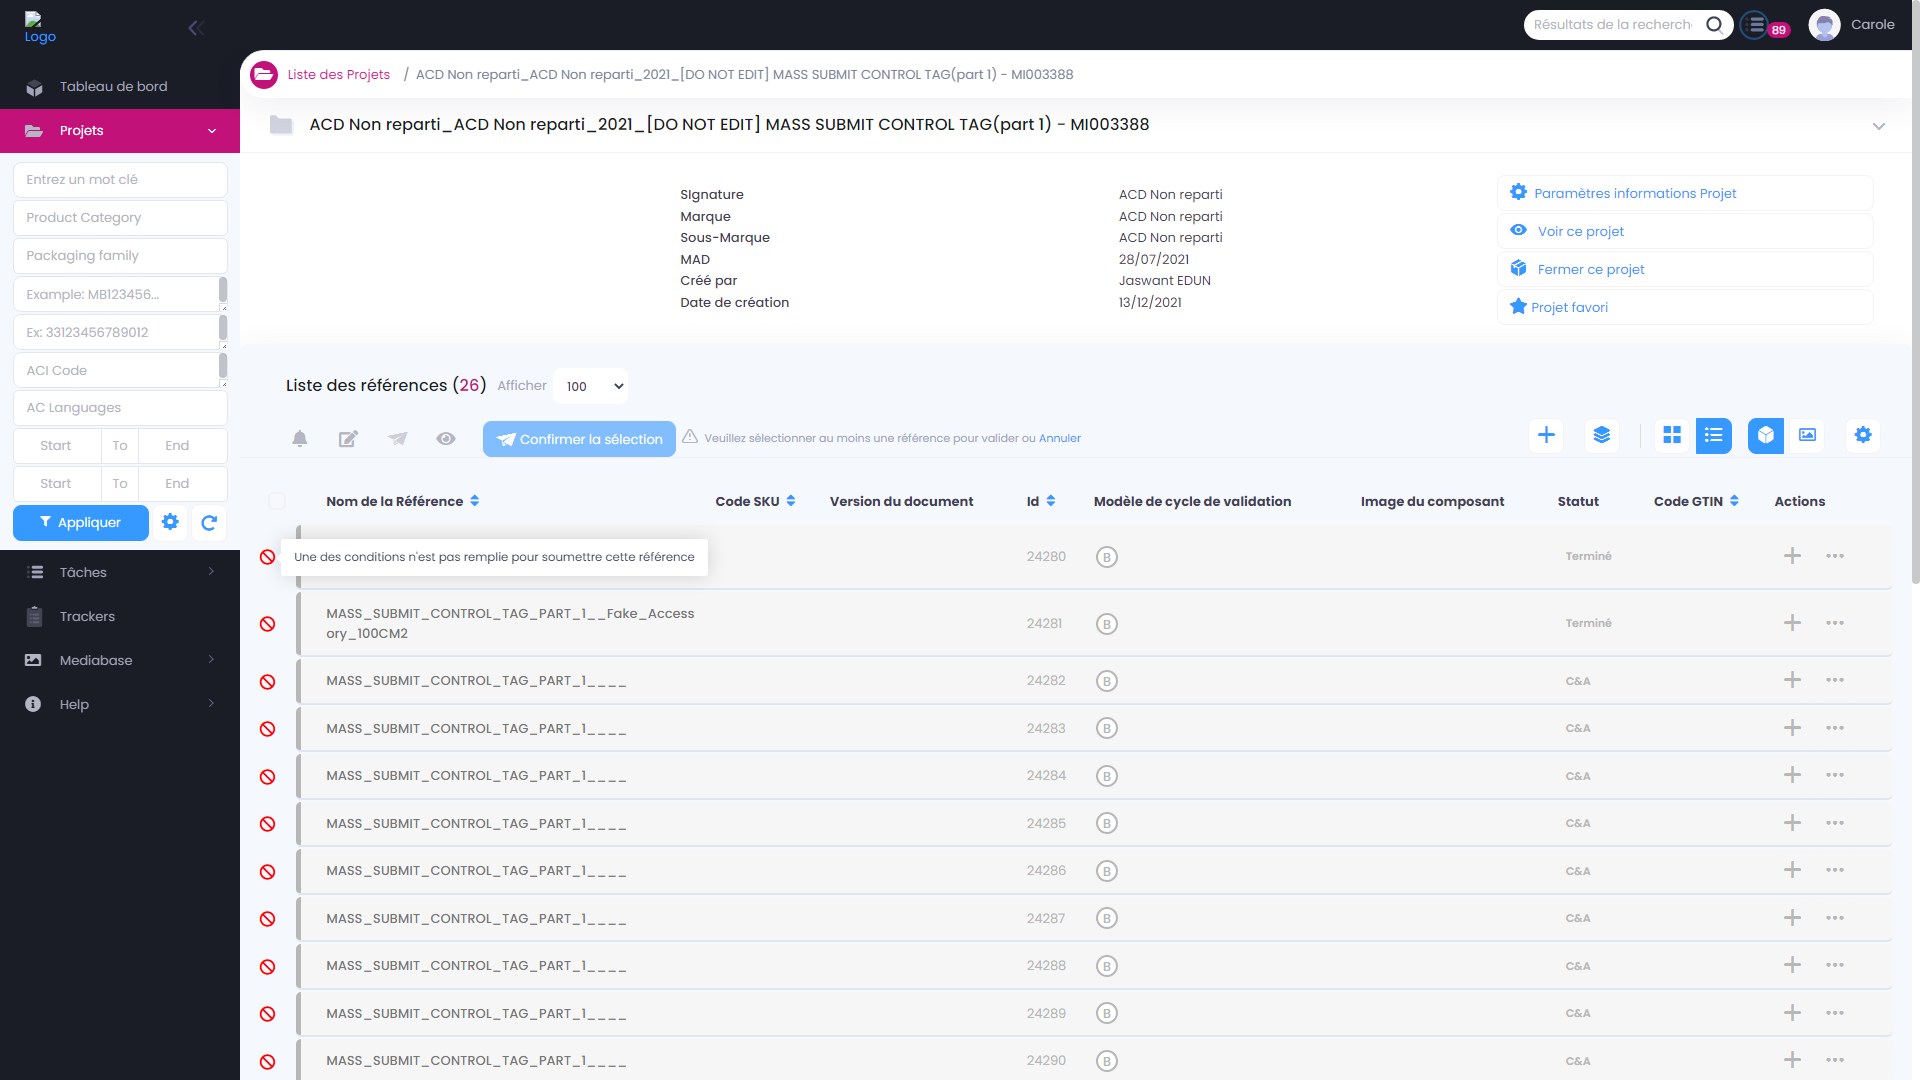 Logo
Résultats de la recherch
89
Carole
Tableau de bord
Projets
Entrez un mot clé
Product Category
Packaging family
Example: MB123456...
Ex: 33123456789012
ACI Code
AC Languages
Start To End
Start To End
Appliquer
Tâches
Trackers
Mediabase
Help
Liste des Projets / ACD Non reparti_ACD Non reparti_2021_[DO NOT EDIT] MASS SUBMIT CONTROL TAG(part 1) - MI003388
ACD Non reparti_ACD Non reparti_2021_[DO NOT EDIT] MASS SUBMIT CONTROL TAG(part 1) - MI003388
SIgnature ACD Non reparti
Marque ACD Non reparti
Sous-Marque ACD Non reparti
MAD 28/07/2021
Créé par Jaswant EDUN
Date de création 13/12/2021
Paramètres informations Projet
Voir ce projet
Fermer ce projet
Projet favori
Liste des références (26) Afficher 100
Confirmer la sélection Veuillez sélectionner au moins une référence pour valider ou Annuler
Nom de la Référence Code SKU Version du document Id Modèle de cycle de validation Image du composant Statut Code GTIN Actions
Une des conditions n'est pas remplie pour soumettre cette référence 24280 B Terminé
MASS_SUBMIT_CONTROL_TAG_PART_1__Fake_Access
ory_100CM2 24281 B Terminé
MASS_SUBMIT_CONTROL_TAG_PART_1____ 24282 B C&A
MASS_SUBMIT_CONTROL_TAG_PART_1____ 24283 B C&A
MASS_SUBMIT_CONTROL_TAG_PART_1____ 24284 B C&A
MASS_SUBMIT_CONTROL_TAG_PART_1____ 24285 B C&A
MASS_SUBMIT_CONTROL_TAG_PART_1____ 24286 B C&A
MASS_SUBMIT_CONTROL_TAG_PART_1____ 24287 B C&A
MASS_SUBMIT_CONTROL_TAG_PART_1____ 24288 B C&A
MASS_SUBMIT_CONTROL_TAG_PART_1____ 24289 B C&A
MASS_SUBMIT_CONTROL_TAG_PART_1____ 24290 B C&A